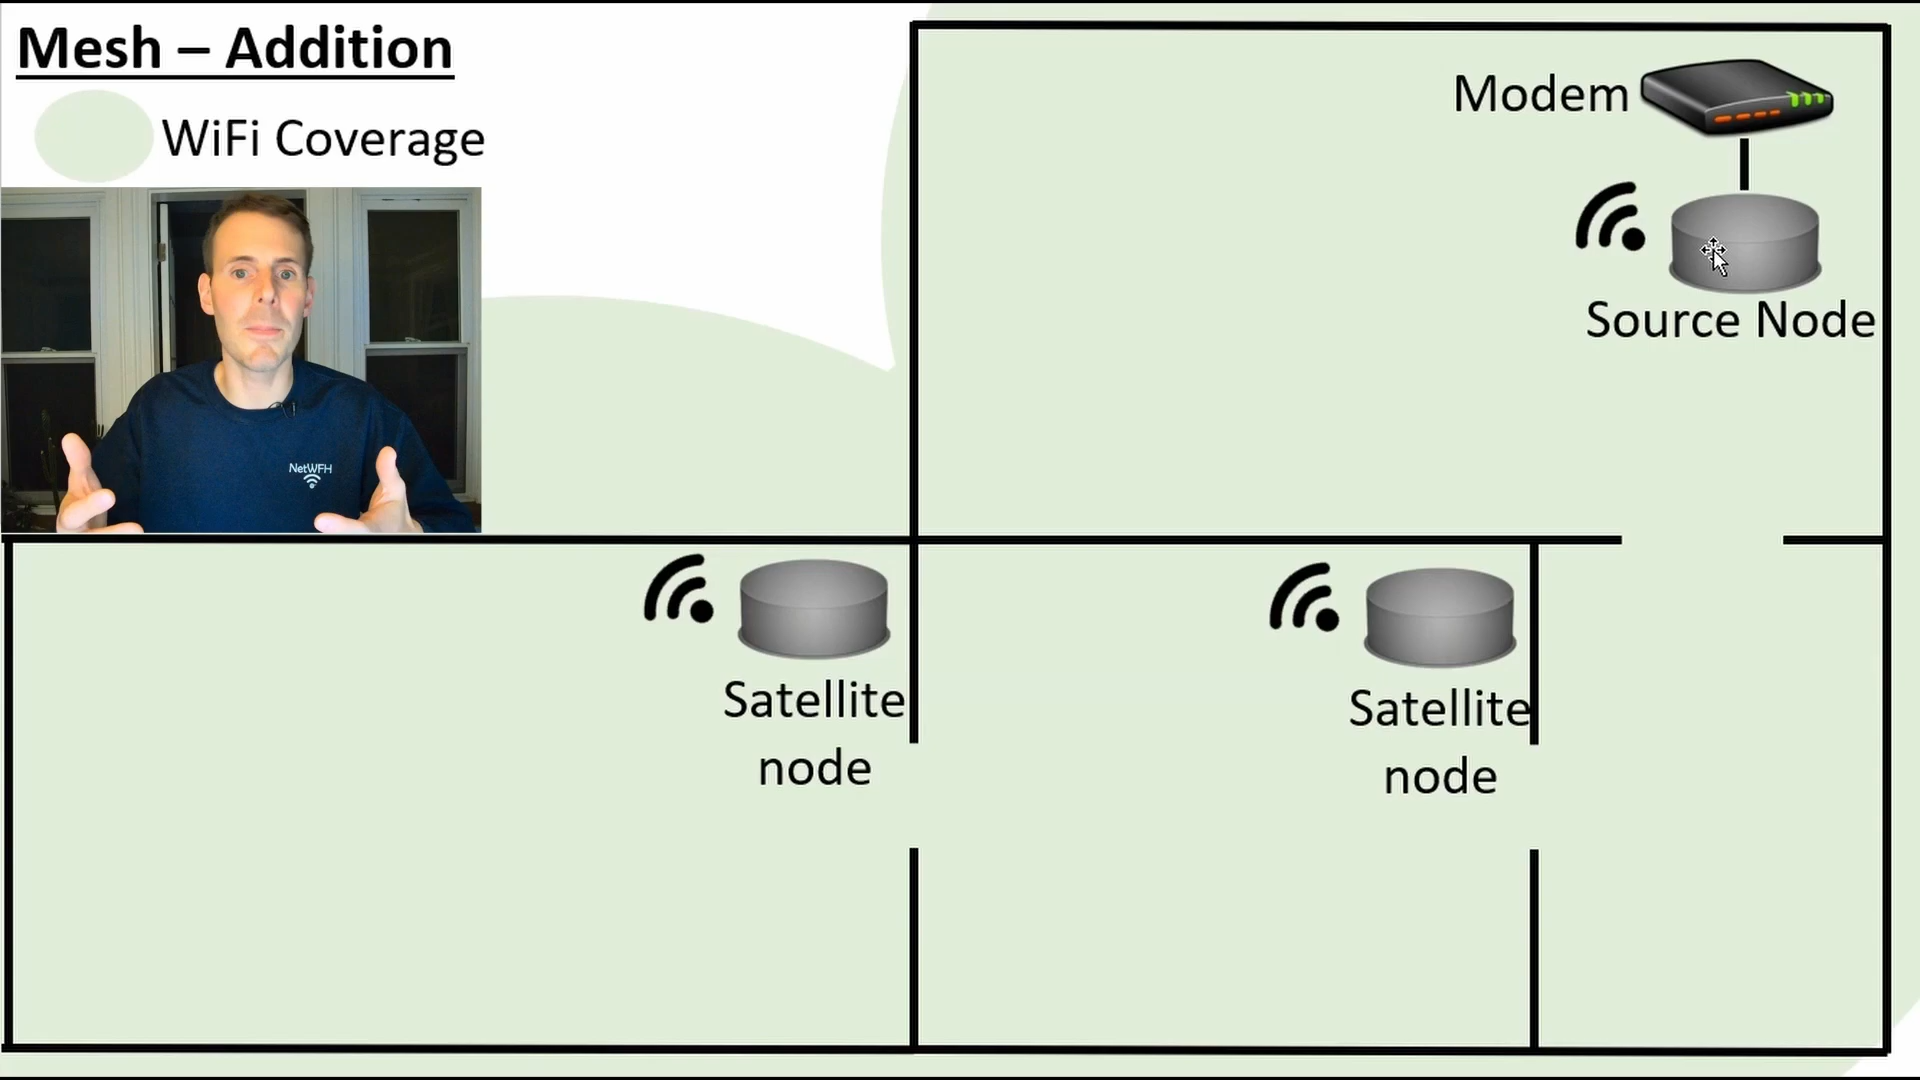 Mesh – Addition
WiFi Coverage
Modem
Source Node
NetWFH
Satellite
node
Satellite
node